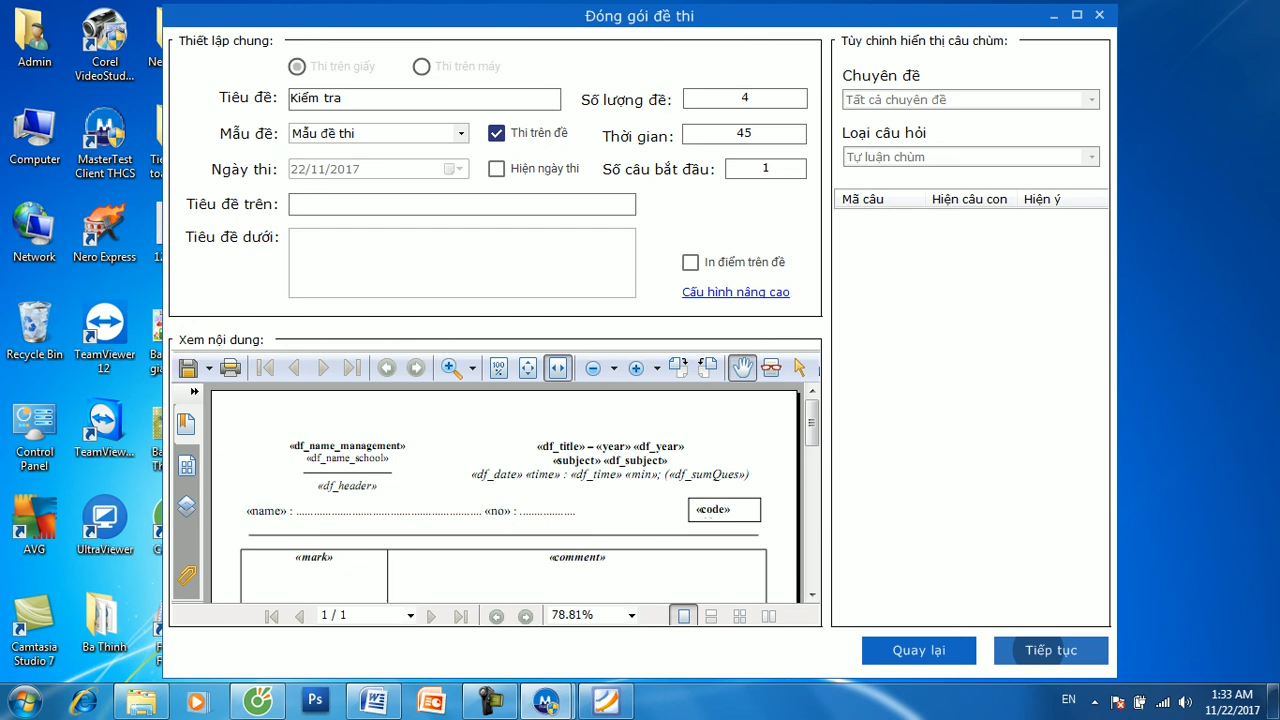 Đóng gói đề thi
Thiết lập chung:
Thi trên giấy
Thi trên máy
Tiêu đề:
Kiểm tra
Số lượng đề:
4
Mẫu đề:
Mẫu đề thi
Thi trên đề
Thời gian:
45
Ngày thi:
22/11/2017
Hiện ngày thi
Số câu bắt đầu:
1
Tiêu đề trên:
Tiêu đề dưới:
In điểm trên đề
Cấu hình nâng cao
Xem nội dung:
100
%
«df_name_management»
«df_name_school»
«df_header»
«df_title» – «year» «df_year»
«subject» «df_subject»
«df_date» «time» : «df_time» «min»; («df_sumQues»)
«name» : ............................................................... «no» : ...................
«code»
«mark»
«comment»
1 / 1
78.81%
Tùy chỉnh hiển thị câu chùm:
Chuyên đề
Tất cả chuyên đề
Loại câu hỏi
Tự luận chùm
Mã câu
Hiện câu con
Hiện ý
Quay lại
Tiếp tục
Admin
Corel
VideoStud...
Computer
MasterTest
Client THCS
Network
Nero Express
Recycle Bin
TeamViewer
12
Control
Panel
TeamView...
AVG
UltraViewer
Camtasia
Studio 7
Ba Thinh
Ps
EN
1:33 AM
11/22/2017